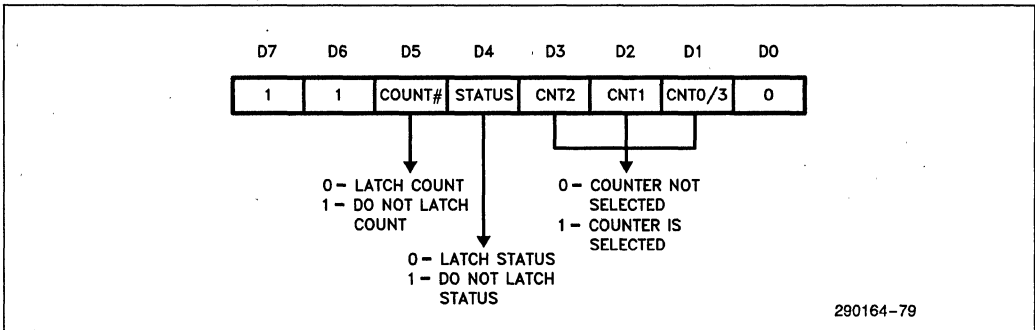 D7 D6 D5 D4 D3 D2 D1 D0
1 1 COUNT# STATUS CNT2 CNT1 CNT0/3 0
0 – LATCH COUNT
1 – DO NOT LATCH
COUNT
0 – COUNTER NOT
SELECTED
1 – COUNTER IS
SELECTED
0 – LATCH STATUS
1 – DO NOT LATCH
STATUS
290164–79